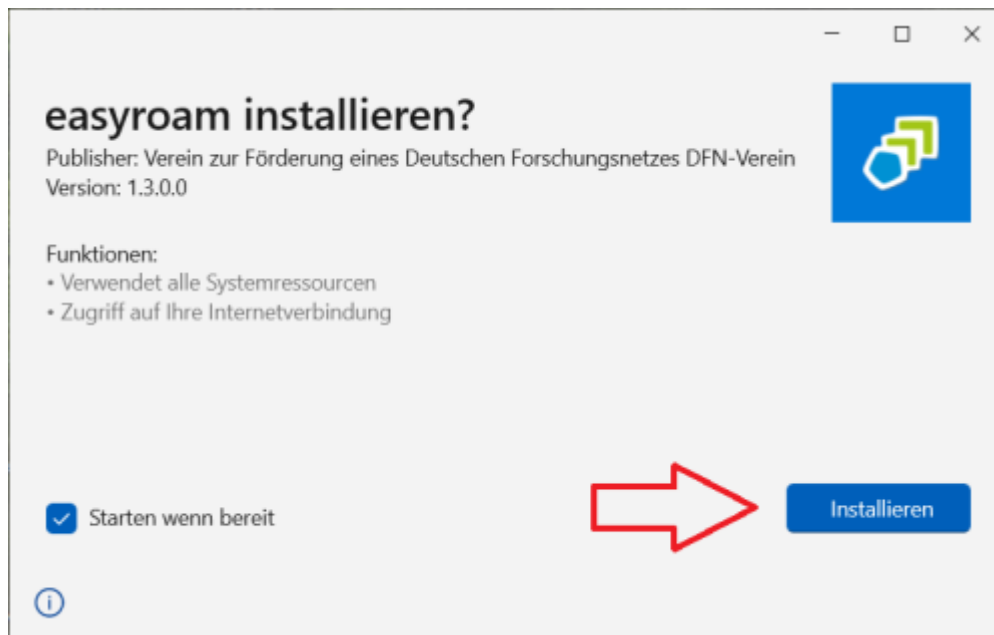 easyroam installieren?
Publisher: Verein zur Förderung eines Deutschen Forschungsnetzes DFN-Verein
Version: 1.3.0.0
Funktionen:
• Verwendet alle Systemressourcen
• Zugriff auf Ihre Internetverbindung
Starten wenn bereit
Installieren